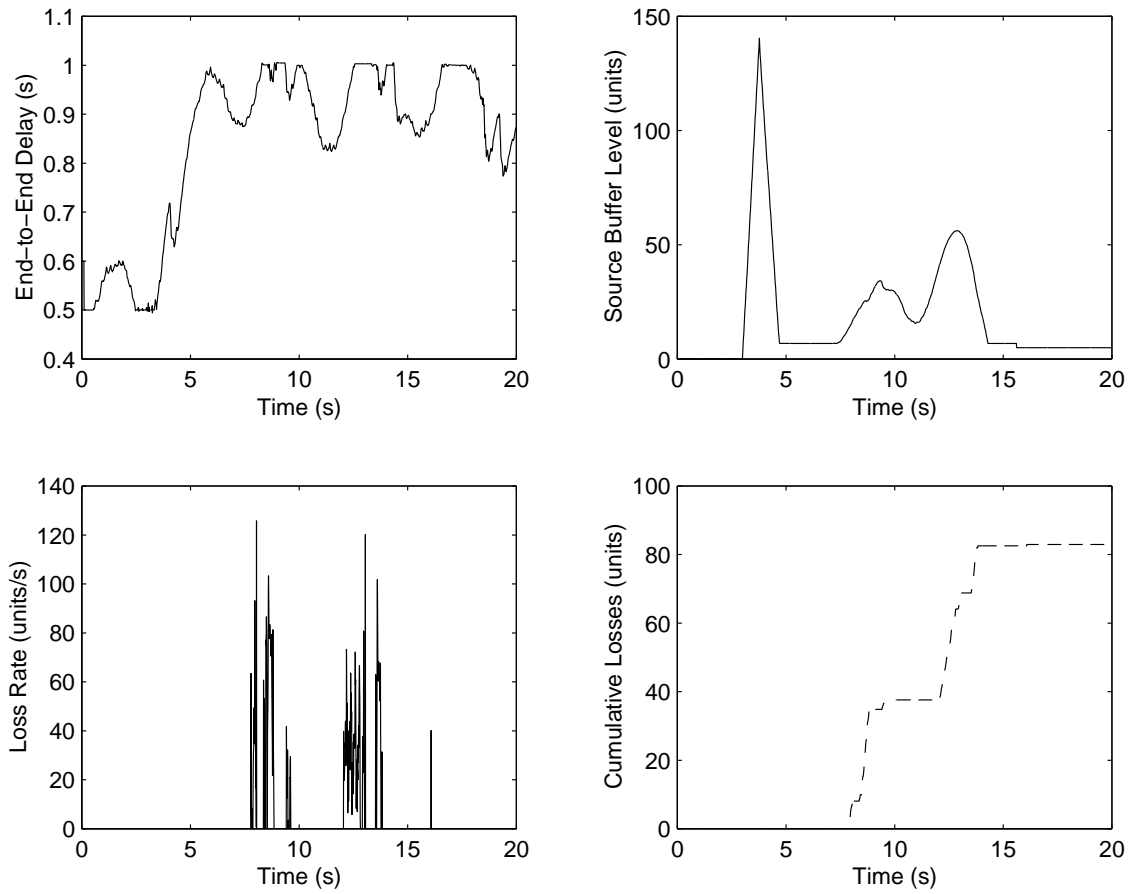 1.1
1
0.9
0.8
0.7
0.6
0.5
0.4
End−to−End Delay (s)
0 5 10 15 20
Time (s)
150
100
50
0
Source Buffer Level (units)
0 5 10 15 20
Time (s)
140
120
100
80
60
40
20
0
Loss Rate (units/s)
0 5 10 15 20
Time (s)
100
80
60
40
20
0
Cumulative Losses (units)
0 5 10 15 20
Time (s)